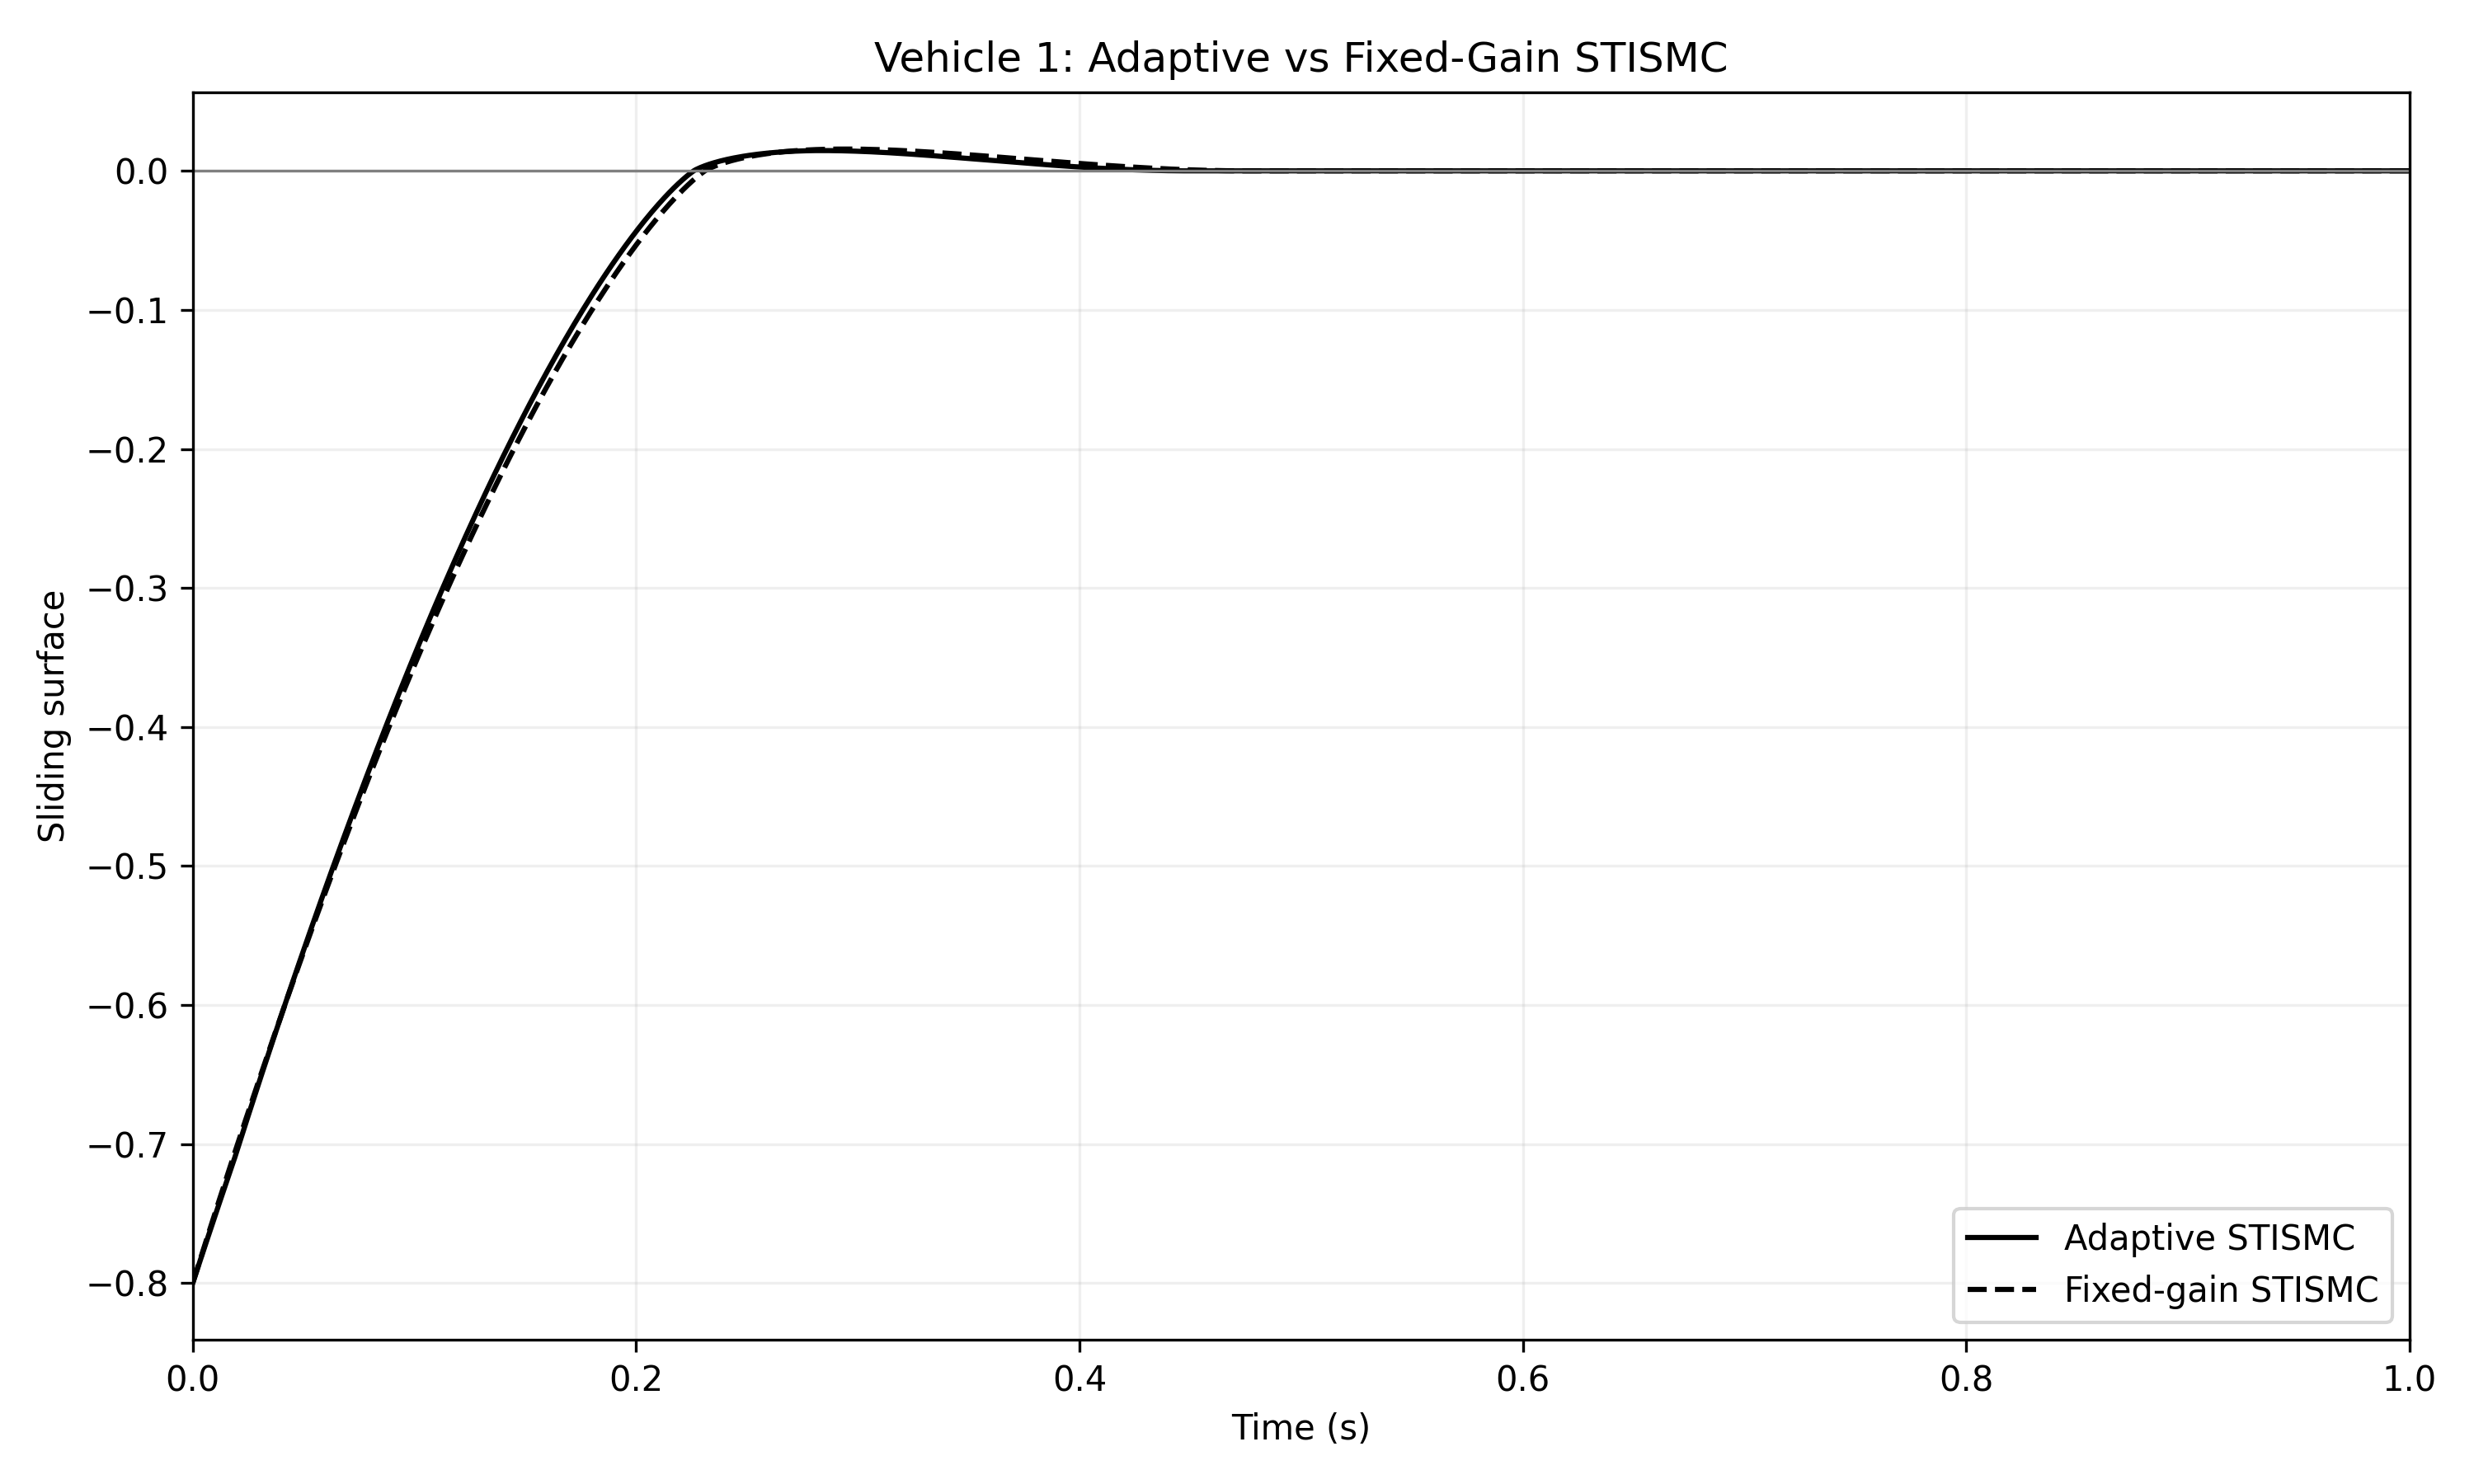 Vehicle 1: Adaptive vs Fixed-Gain STISMC
Sliding surface
0.0
−0.1
−0.2
−0.3
−0.4
−0.5
−0.6
−0.7
−0.8
Adaptive STISMC
Fixed-gain STISMC
0.0 0.2 0.4 0.6 0.8 1.0
Time (s)